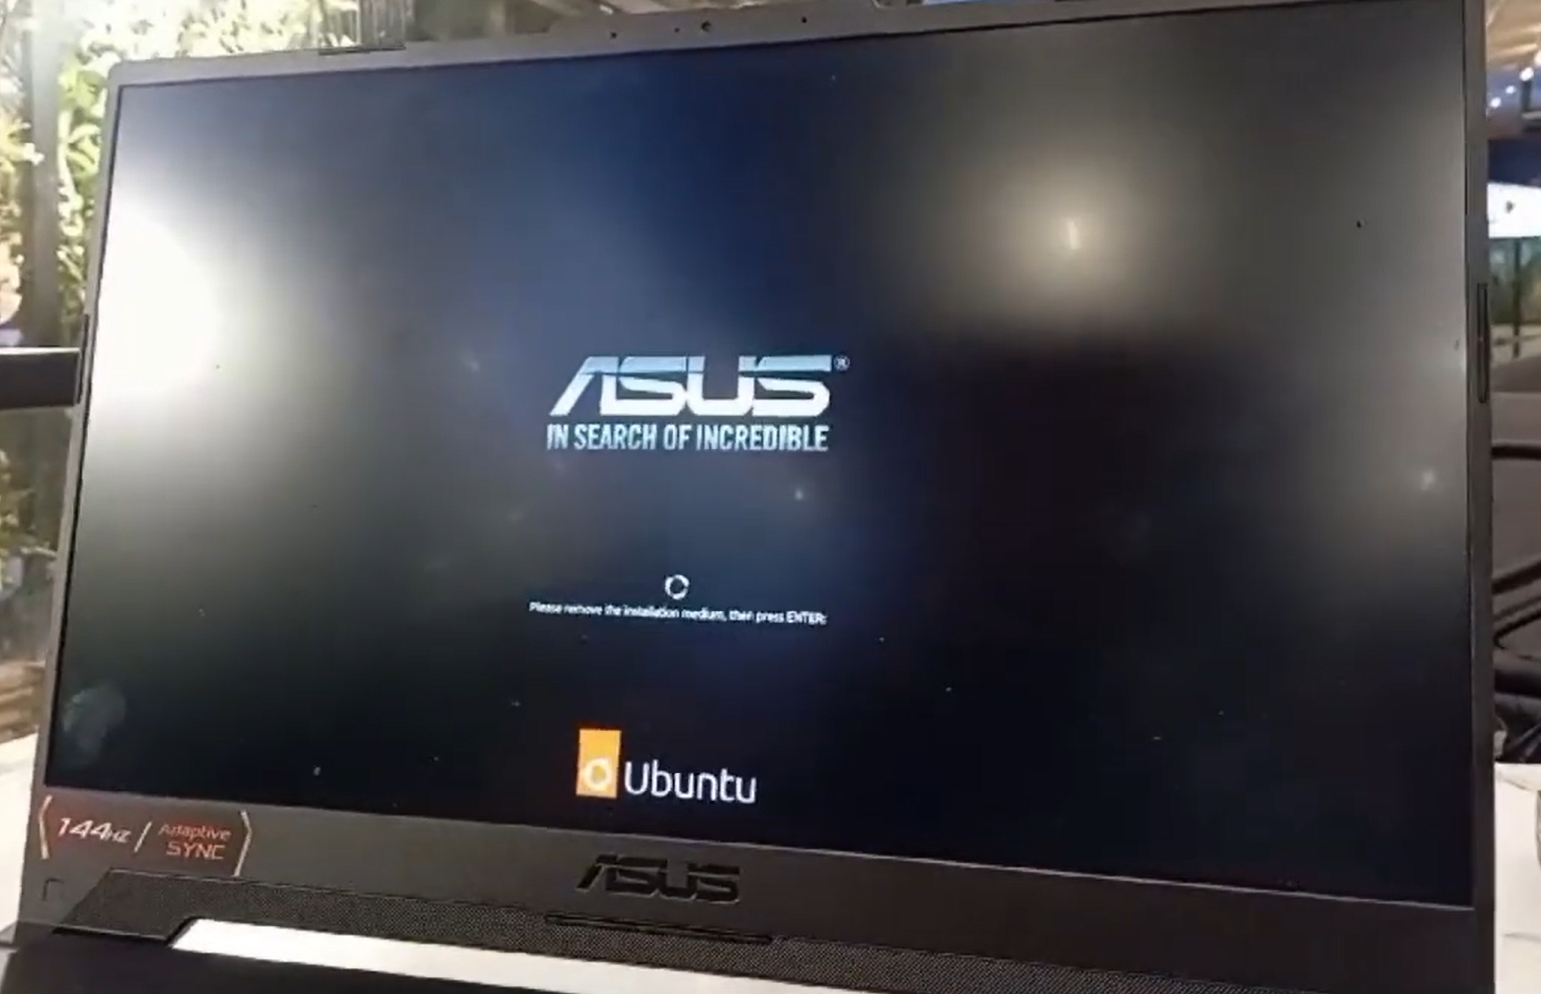 ASUS®
IN SEARCH OF INCREDIBLE
Please remove the installation medium, then press ENTER:
Ubuntu
144Hz / Adaptive
SYNC
ASUS